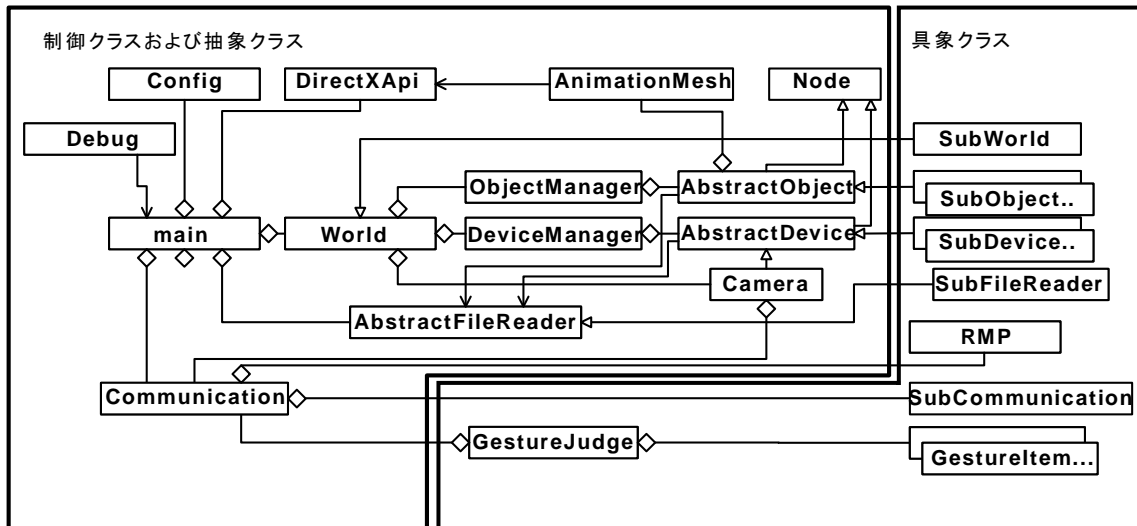 制御クラスおよび抽象クラス
具象クラス
Config
DirectXApi
AnimationMesh
Node
Debug
SubWorld
ObjectManager
AbstractObject
SubObject..
main
World
DeviceManager
AbstractDevice
SubDevice..
Camera
SubFileReader
AbstractFileReader
RMP
Communication
SubCommunication
GestureJudge
GestureItem...